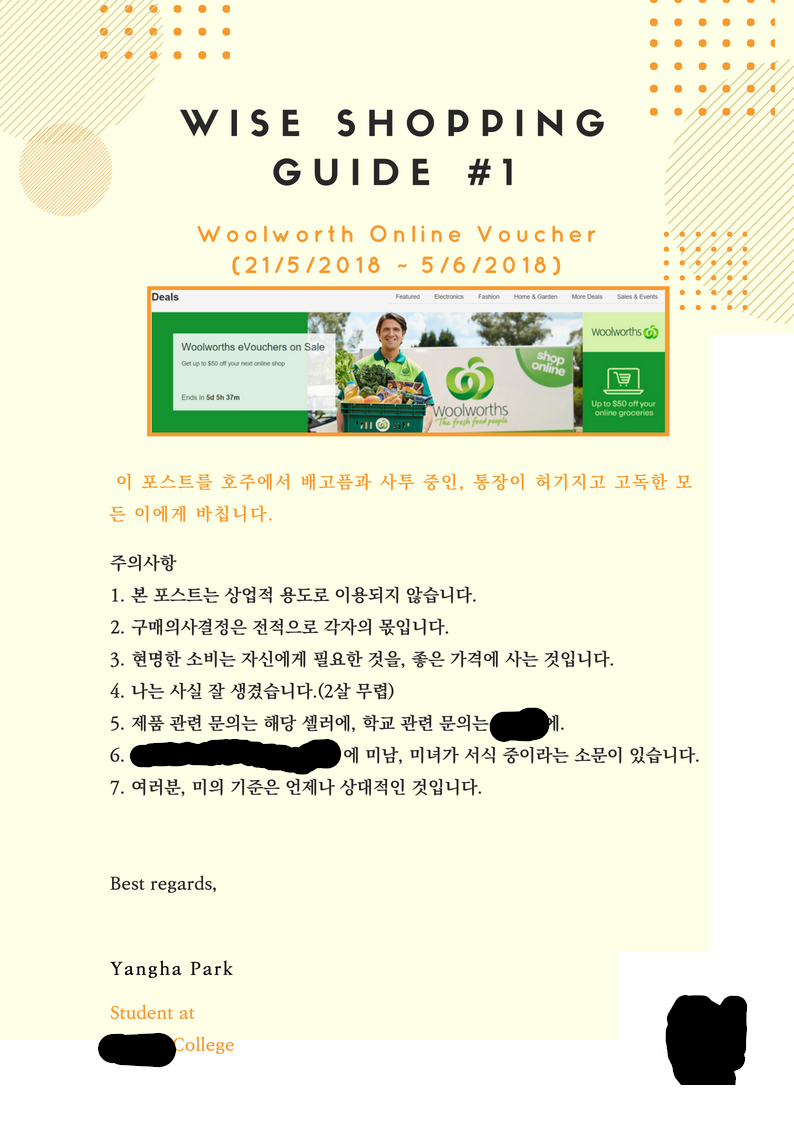 WISE SHOPPING
GUIDE #1
Woolworth Online Voucher
(21/5/2018 ~ 5/6/2018)
Deals
Featured Electronics Fashion Home & Garden More Deals Sales & Events
Woolworths eVouchers on Sale
Get up to $50 off your next online shop
Ends in 5d 5h 37m
shop
online
Woolworths
The fresh food people
Woolworths
Up to $50 off your
online groceries
이 포스트를 호주에서 배고픔과 사투 중인, 통장이 허기지고 고독한 모
든 이에게 바칩니다.
주의사항
1. 본 포스트는 상업적 용도로 이용되지 않습니다.
2. 구매의사결정은 전적으로 각자의 몫입니다.
3. 현명한 소비는 자신에게 필요한 것을, 좋은 가격에 사는 것입니다.
4. 나는 사실 잘 생겼습니다.(2살 무렵)
5. 제품 관련 문의는 해당 셀러에, 학교 관련 문의는 에.
6. 에 미남, 미녀가 서식 중이라는 소문이 있습니다.
7. 여러분, 미의 기준은 언제나 상대적인 것입니다.
Best regards,
Yangha Park
Student at
College